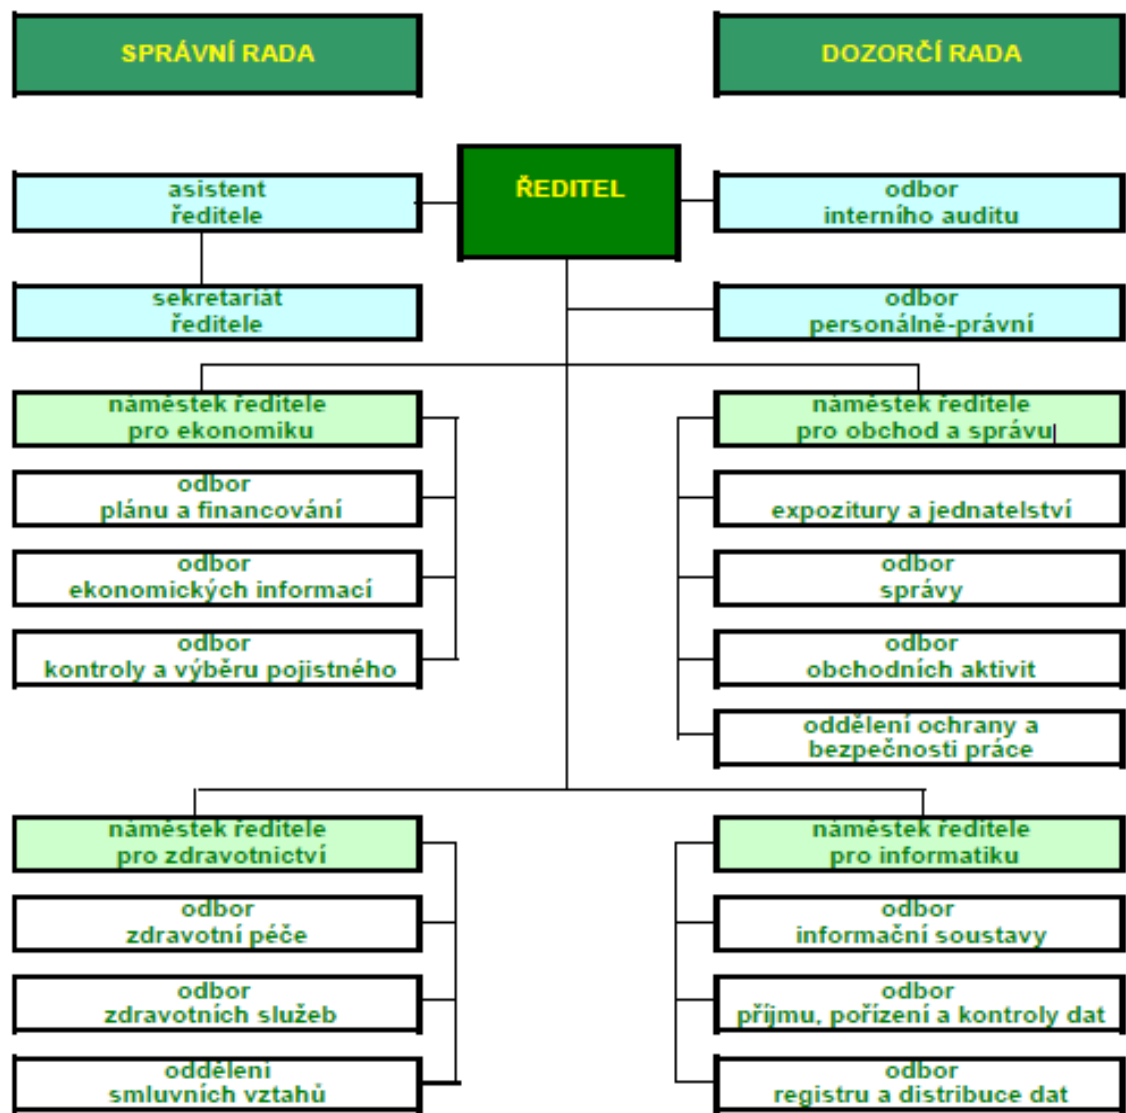 SPRÁVNÍ RADA
DOZORČÍ RADA
ŘEDITEL
asistent
ředitele
odbor
interního auditu
sekretariát
ředitele
odbor
personálně-právní
náměstek ředitele
pro ekonomiku
náměstek ředitele
pro obchod a správu
odbor
plánu a financování
expozitury a jednatelství
odbor
ekonomických informací
odbor
správy
odbor
kontroly a výběru pojistného
odbor
obchodních aktivit
oddělení ochrany a
bezpečnosti práce
náměstek ředitele
pro zdravotnictví
náměstek ředitele
pro informatiku
odbor
zdravotní péče
odbor
informační soustavy
odbor
zdravotních služeb
odbor
příjmu, pořízení a kontroly dat
oddělení
smluvních vztahů
odbor
registru a distribuce dat